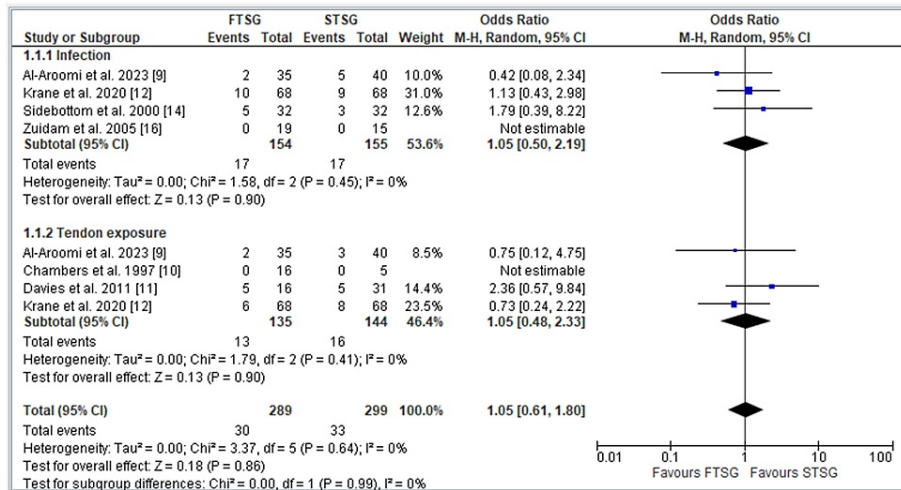 FTSG STSG Odds Ratio Odds Ratio
Study or Subgroup Events Total Events Total Weight M-H, Random, 95% CI M-H, Random, 95% CI
1.1.1 Infection
Al-Aroomi et al. 2023 [9] 2 35 5 40 10.0% 0.42 [0.08, 2.34]
Krane et al. 2020 [12] 10 68 9 68 31.0% 1.13 [0.43, 2.98]
Sidebottom et al. 2000 [14] 5 32 3 32 12.6% 1.79 [0.39, 8.22]
Zuidam et al. 2005 [16] 0 19 0 15 Not estimable
Subtotal (95% CI) 154 155 53.6% 1.05 [0.50, 2.19]
Total events 17 17
Heterogeneity: Tau² = 0.00; Chi² = 1.58, df = 2 (P = 0.45); I² = 0%
Test for overall effect: Z = 0.13 (P = 0.90)
1.1.2 Tendon exposure
Al-Aroomi et al. 2023 [9] 2 35 3 40 8.5% 0.75 [0.12, 4.75]
Chambers et al. 1997 [10] 0 16 0 5 Not estimable
Davies et al. 2011 [11] 5 16 5 31 14.4% 2.36 [0.57, 9.84]
Krane et al. 2020 [12] 6 68 8 68 23.5% 0.73 [0.24, 2.22]
Subtotal (95% CI) 135 144 46.4% 1.05 [0.48, 2.33]
Total events 13 16
Heterogeneity: Tau² = 0.00; Chi² = 1.79, df = 2 (P = 0.41); I² = 0%
Test for overall effect: Z = 0.13 (P = 0.90)
Total (95% CI) 289 299 100.0% 1.05 [0.61, 1.80]
Total events 30 33
Heterogeneity: Tau² = 0.00; Chi² = 3.37, df = 5 (P = 0.64); I² = 0%
Test for overall effect: Z = 0.18 (P = 0.86)
Test for subgroup differences: Chi² = 0.00, df = 1 (P = 0.99), I² = 0%
0.01 0.1 1 10 100
Favours FTSG Favours STSG